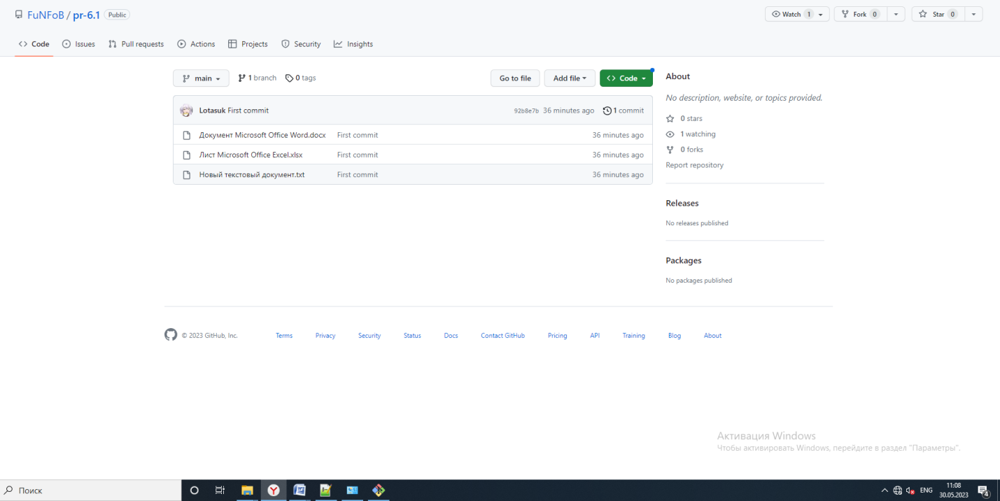 FuNFoB / pr-6.1 Public
Watch 1 Fork 0 Star 0
Code Issues Pull requests Actions Projects Security Insights
main 1 branch 0 tags Go to file Add file Code
Lotasuk First commit 92b8e7b 36 minutes ago 1 commit
Документ Microsoft Office Word.docx First commit 36 minutes ago
Лист Microsoft Office Excel.xlsx First commit 36 minutes ago
Новый текстовый документ.txt First commit 36 minutes ago
About
No description, website, or topics provided.
0 stars
1 watching
0 forks
Report repository
Releases
No releases published
Packages
No packages published
© 2023 GitHub, Inc. Terms Privacy Security Status Docs Contact GitHub Pricing API Training Blog About
Активация Windows
Чтобы активировать Windows, перейдите в раздел "Параметры".
Поиск
ENG
11:08
30.05.2023
4